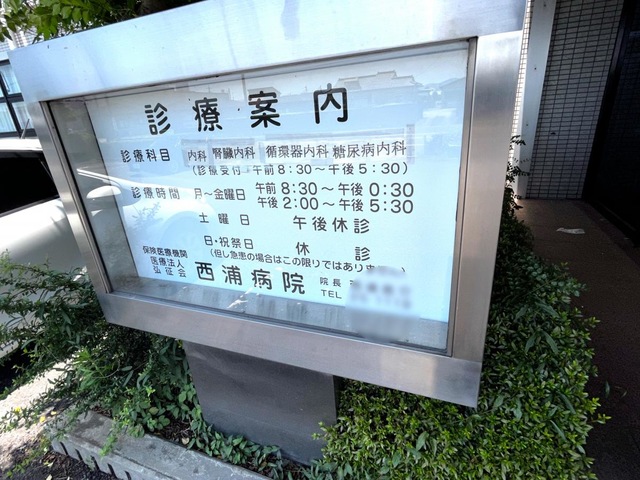 診療案内
診療科目 内科 腎臓内科 循環器内科 糖尿病内科
(診療受付・午前8:30〜午後5:30)
診療時間 月〜金曜日 午前8:30〜午後0:30
午後2:00〜午後5:30
土曜日 午後休診
日・祝祭日 休診
(但し急患の場合はこの限りではあり
保険医療機関
医療法人
弘征会 西浦病院 院長
TEL